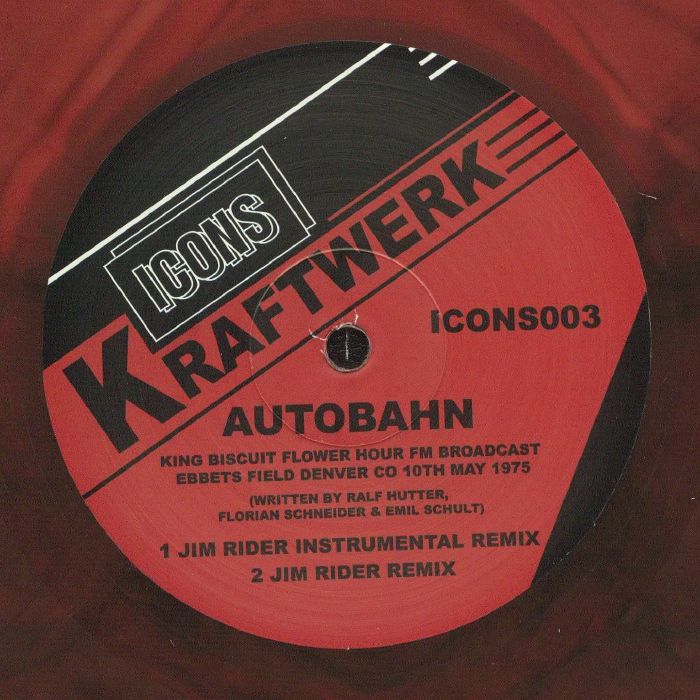 ICONS
KRAFTWERK
ICONS003
AUTOBAHN
KING BISCUIT FLOWER HOUR FM BROADCAST
EBBETS FIELD DENVER CO 10TH MAY 1975
(WRITTEN BY RALF HUTTER,
FLORIAN SCHNEIDER & EMIL SCHULT)
1 JIM RIDER INSTRUMENTAL REMIX
2 JIM RIDER REMIX